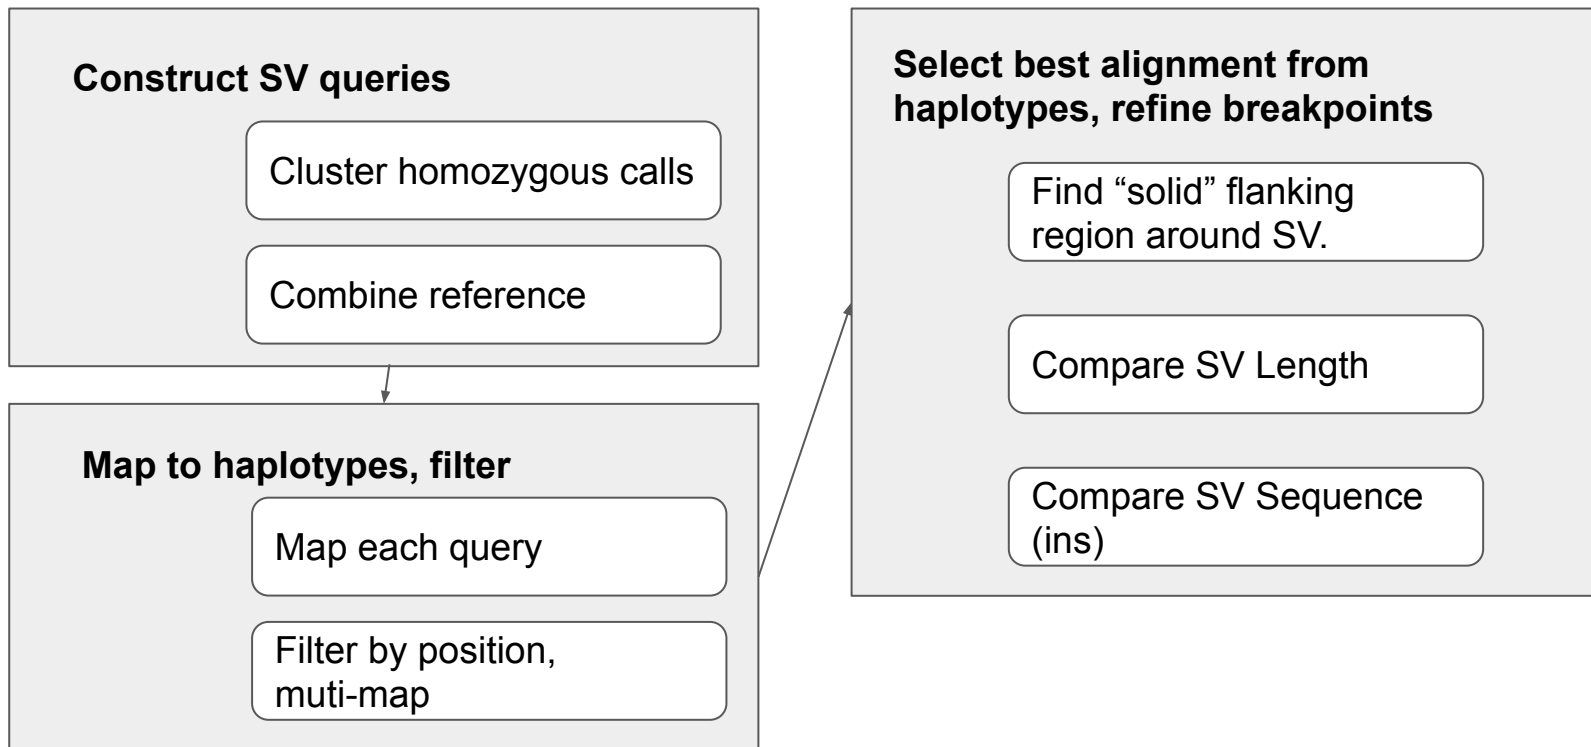 Construct SV queries
Cluster homozygous calls
Combine reference
Map to haplotypes, filter
Map each query
Filter by position,
muti-map
Select best alignment from
haplotypes, refine breakpoints
Find “solid” flanking
region around SV.
Compare SV Length
Compare SV Sequence
(ins)